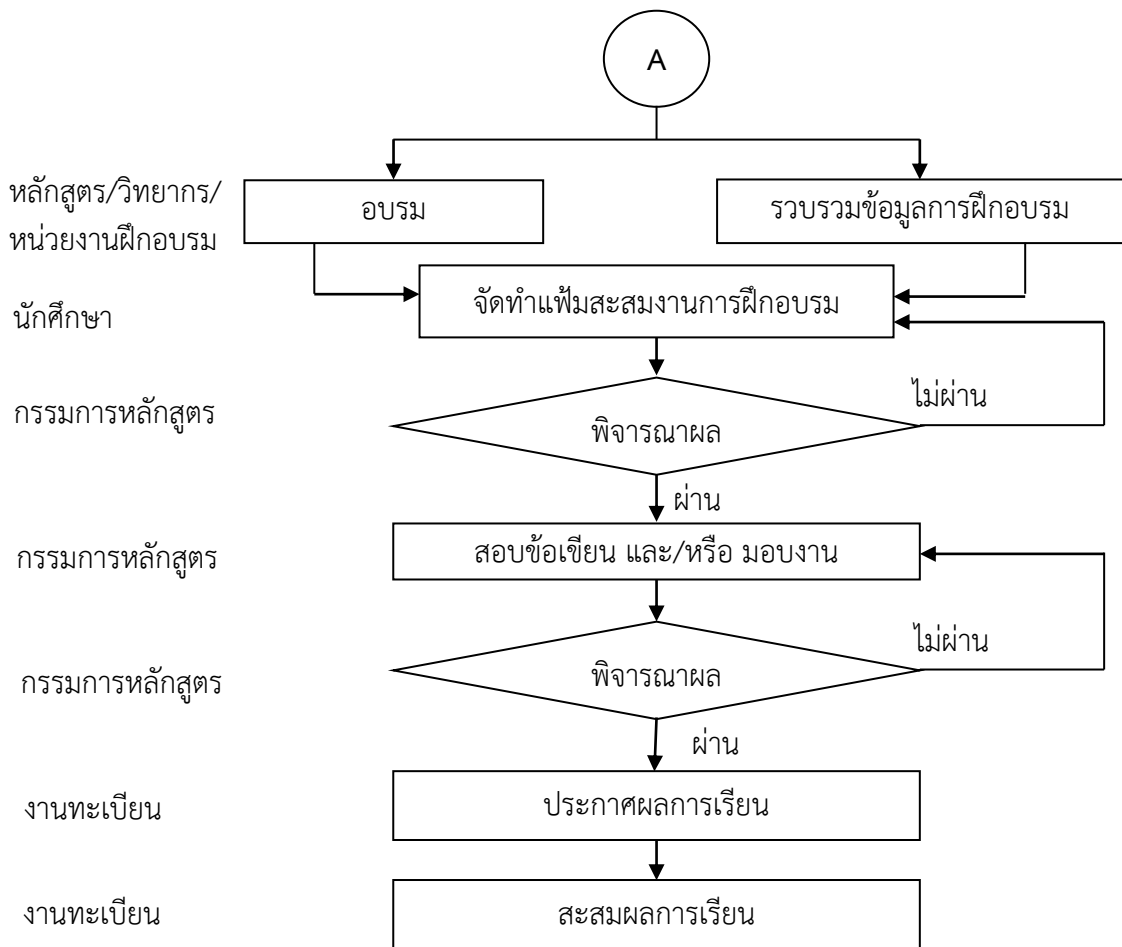 A
หลักสูตร/วิทยากร/
หน่วยงานฝึกอบรม
อบรม
รวบรวมข้อมูลการฝึกอบรม
นักศึกษา
จัดทำแฟ้มสะสมงานการฝึกอบรม
กรรมการหลักสูตร
พิจารณาผล
ไม่ผ่าน
ผ่าน
กรรมการหลักสูตร
สอบข้อเขียน และ/หรือ มอบงาน
กรรมการหลักสูตร
พิจารณาผล
ไม่ผ่าน
ผ่าน
งานทะเบียน
ประกาศผลการเรียน
งานทะเบียน
สะสมผลการเรียน